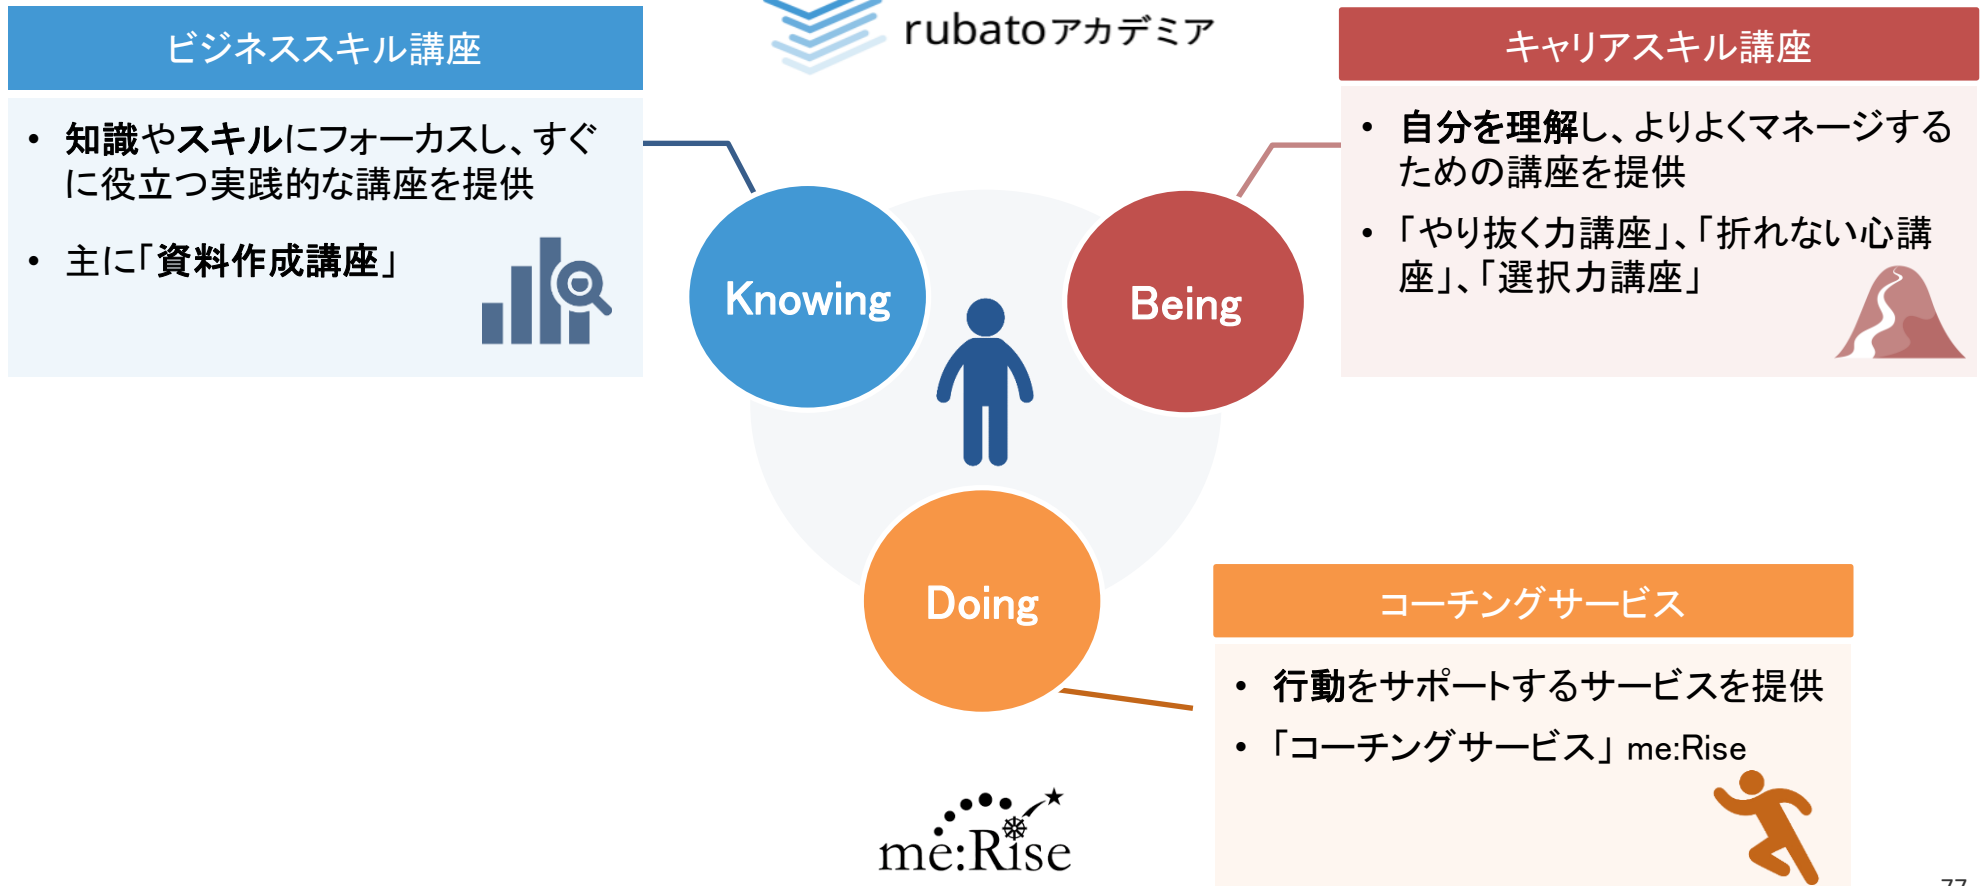 rubatoアカデミア
ビジネススキル講座
• 知識やスキルにフォーカスし、すぐ
に役立つ実践的な講座を提供
• 主に「資料作成講座」
キャリアスキル講座
• 自分を理解し、よりよくマネージする
ための講座を提供
• 「やり抜く力講座」、「折れない心講
座」、「選択力講座」
Knowing
Being
Doing
コーチングサービス
• 行動をサポートするサービスを提供
• 「コーチングサービス」 me:Rise
me:Rise
77